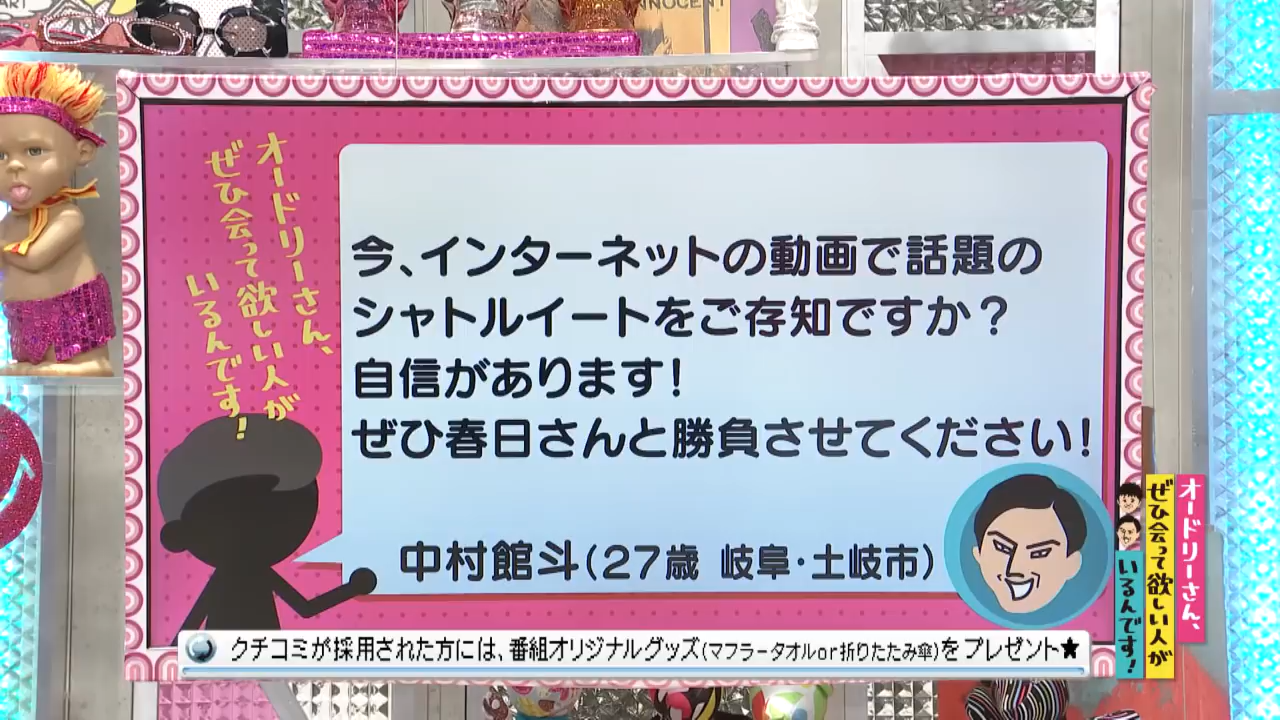 ART
INNOCENT
オードリーさん、
ぜひ会って欲しい人が
いるんです!
今、インターネットの動画で話題の
シャトルイートをご存知ですか?
自信があります!
ぜひ春日さんと勝負させてください!
中村館斗(27歳 岐阜・土岐市)
オードリーさん、
ぜひ会って欲しい人が
いるんです!
クチコミが採用された方には、番組オリジナルグッズ(マフラータオルor折りたたみ傘)をプレゼント★